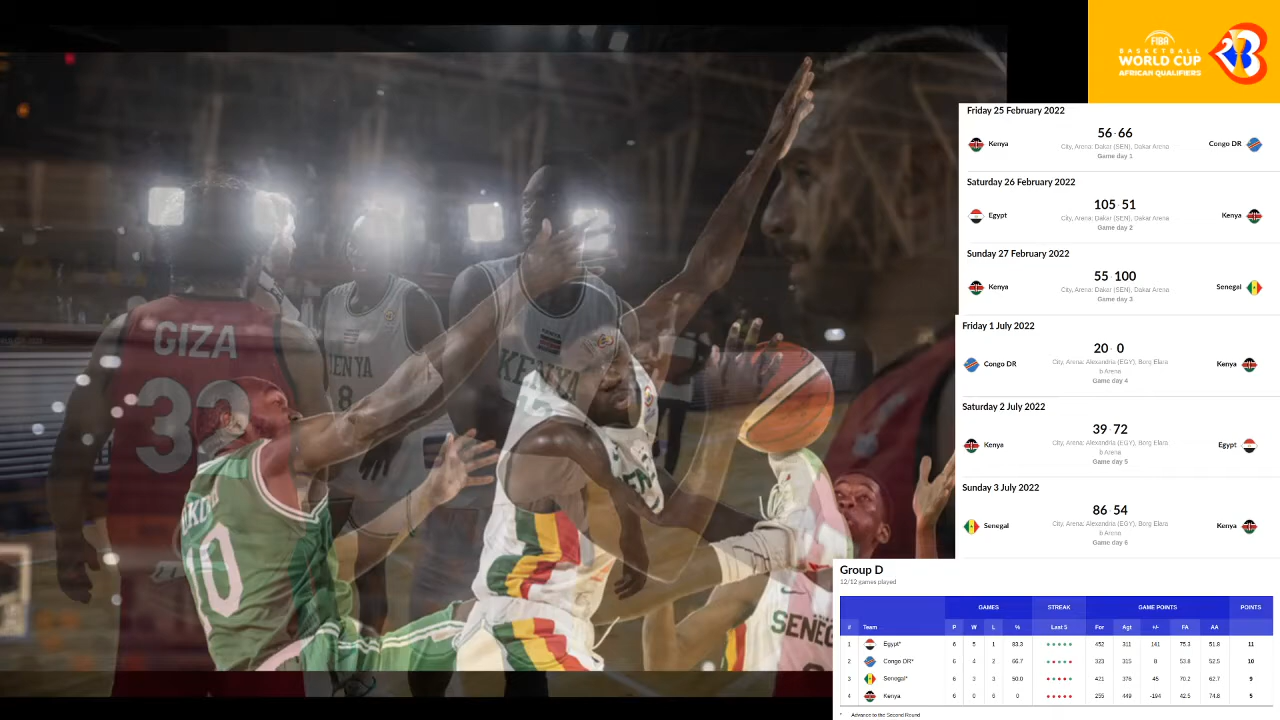 FIBA
BASKETBALL
WORLD CUP
AFRICAN QUALIFIERS
23
Friday 25 February 2022
Kenya 56-66 Congo DR
City, Arena: Dakar (SEN), Dakar Arena
Game day 1
Saturday 26 February 2022
Egypt 105 51 Kenya
City, Arena: Dakar (SEN), Dakar Arena
Game day 2
Sunday 27 February 2022
Kenya 55 100 Senegal
City, Arena: Dakar (SEN), Dakar Arena
Game day 3
Friday 1 July 2022
Congo DR 20 0 Kenya
City, Arena: Alexandria (EGY), Borg Elara
b Arena
Game day 4
Saturday 2 July 2022
Kenya 39 72 Egypt
City, Arena: Alexandria (EGY), Borg Elara
b Arena
Game day 5
Sunday 3 July 2022
Senegal 86 54 Kenya
City, Arena: Alexandria (EGY), Borg Elara
b Arena
Game day 6
Group D
12/12 games played
GAMES STREAK GAME POINTS POINTS
# Team P W L % Last 5 For Agt +/- FA AA
1 Egypt* 6 5 1 83.3 452 311 141 75.3 51.8 11
2 Congo DR* 6 4 2 66.7 323 315 8 53.8 52.5 10
3 Senegal* 6 3 3 50.0 421 376 45 70.2 62.7 9
4 Kenya 6 0 6 0 255 449 -194 42.5 74.8 5
* Advance to the Second Round
GIZA
32
KENYA
8
KENYA
10
SENEG